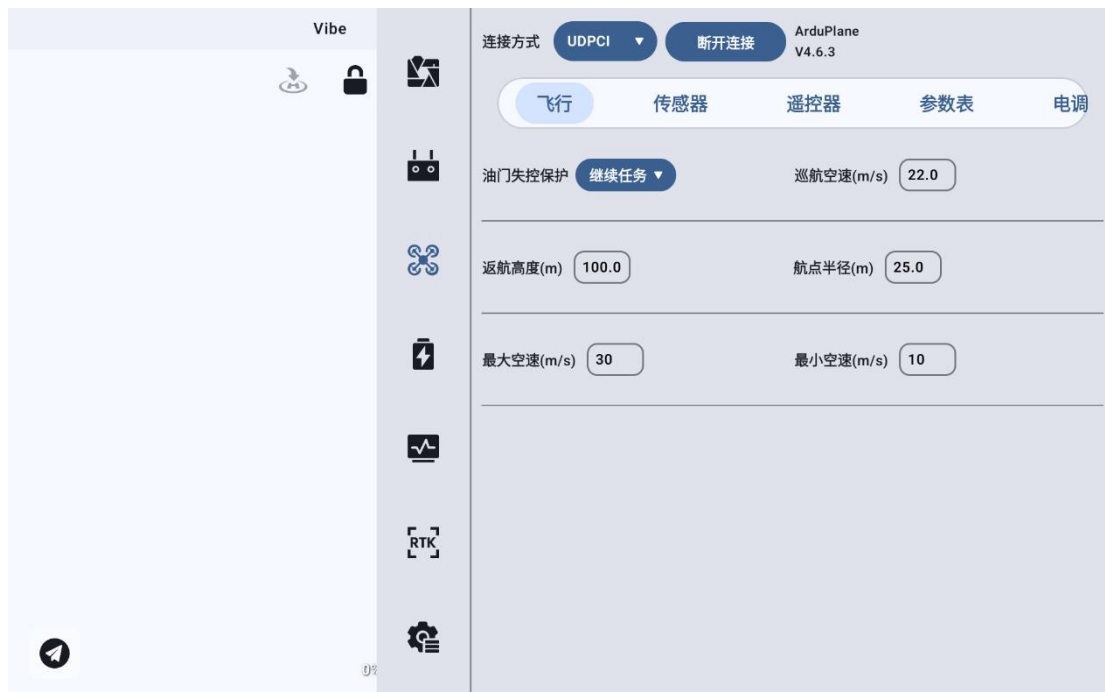 Vibe
连接方式 UDPCI 断开连接 ArduPlane
V4.6.3
飞行 传感器 遥控器 参数表 电调
油门失控保护 继续任务 巡航空速(m/s) 22.0
返航高度(m) 100.0 航点半径(m) 25.0
最大空速(m/s) 30 最小空速(m/s) 10
RTK
0%